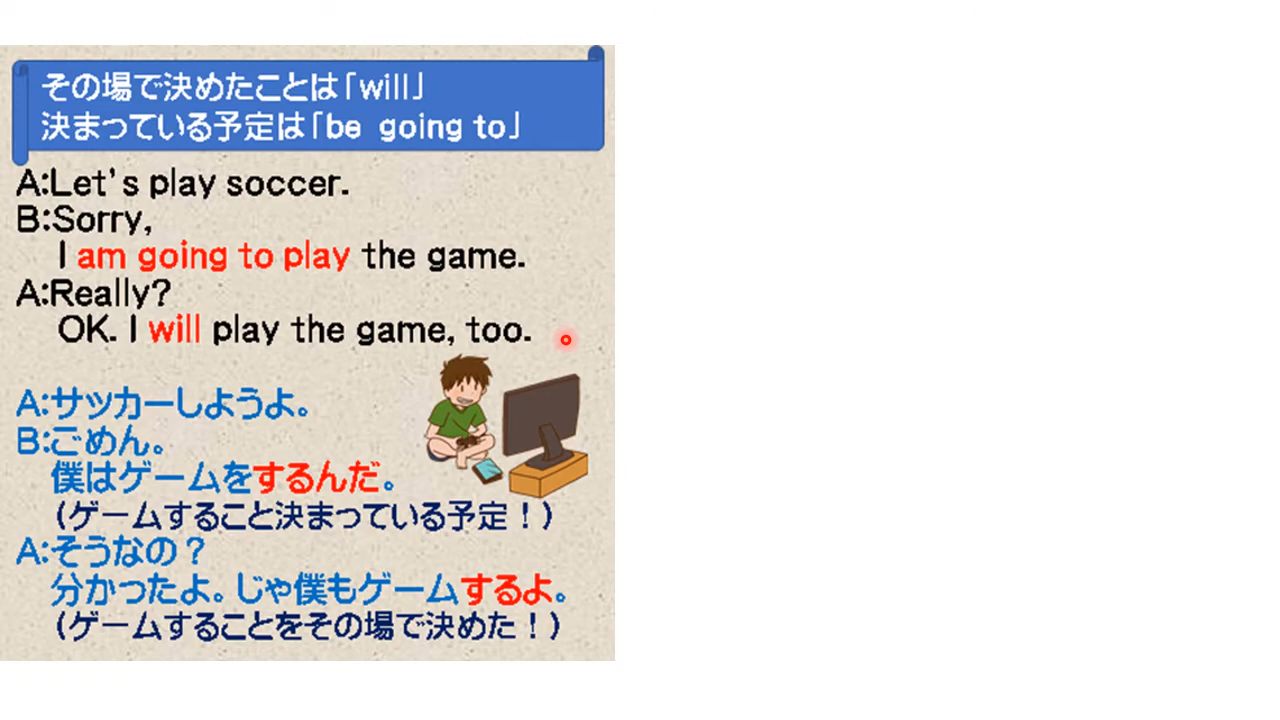 その場で決めたことは「will」
決まっている予定は「be going to」
A:Let's play soccer.
B:Sorry,
I am going to play the game.
A:Really?
OK. I will play the game, too.
A:サッカーしようよ。
B:ごめん。
僕はゲームをするんだ。
(ゲームすること決まっている予定！)
A:そうなの？
分かったよ。じゃ僕もゲームするよ。
(ゲームすることをその場で決めた！)